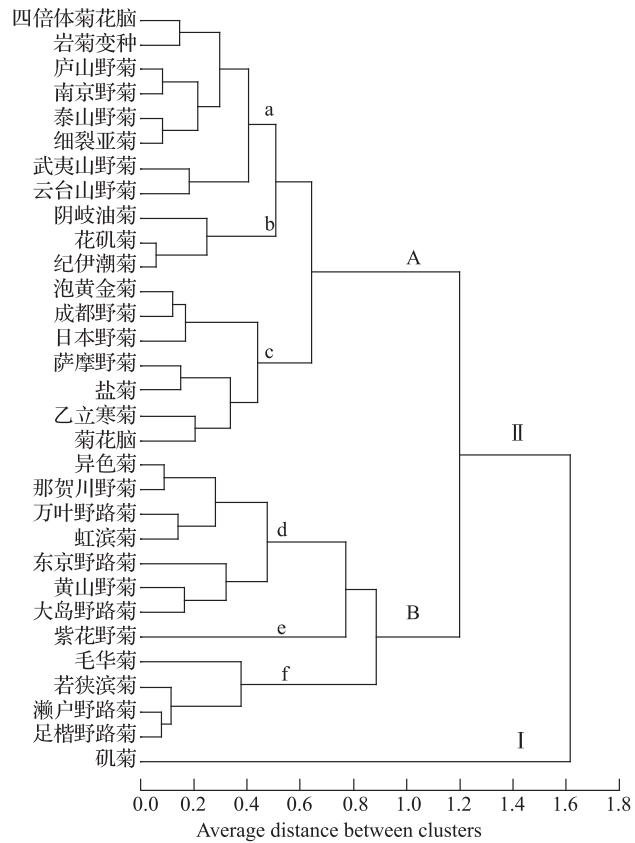 四倍体菊花脑
岩菊变种
庐山野菊
南京野菊
泰山野菊
a
细裂亚菊
武夷山野菊
云台山野菊
阴岐油菊
b
花矶菊
纪伊潮菊
A
泡黄金菊
成都野菊
日本野菊
c
萨摩野菊
盐菊
乙立寒菊
菊花脑
Ⅱ
异色菊
那贺川野菊
万叶野路菊
虹滨菊
d
东京野路菊
黄山野菊
大岛野路菊
B
紫花野菊
e
毛华菊
f
若狭滨菊
濑户野路菊
足楷野路菊
I
矶菊
0.0 0.2 0.4 0.6 0.8 1.0 1.2 1.4 1.6 1.8
Average distance between clusters